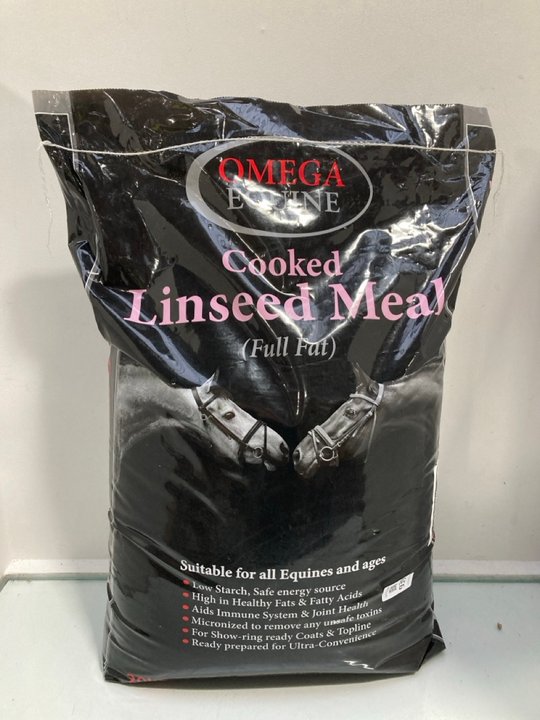 OMEGA
EQUINE
Cooked
Linseed Meal
(Full Fat)
Suitable for all Equines and ages
• Low Starch, Safe energy source
• High in Healthy Fats & Fatty Acids
• Aids Immune System & Joint Health
• Micronized to remove any unsafe toxins
• For Show-ring ready Coats & Topline
• Ready prepared for Ultra-Convenience